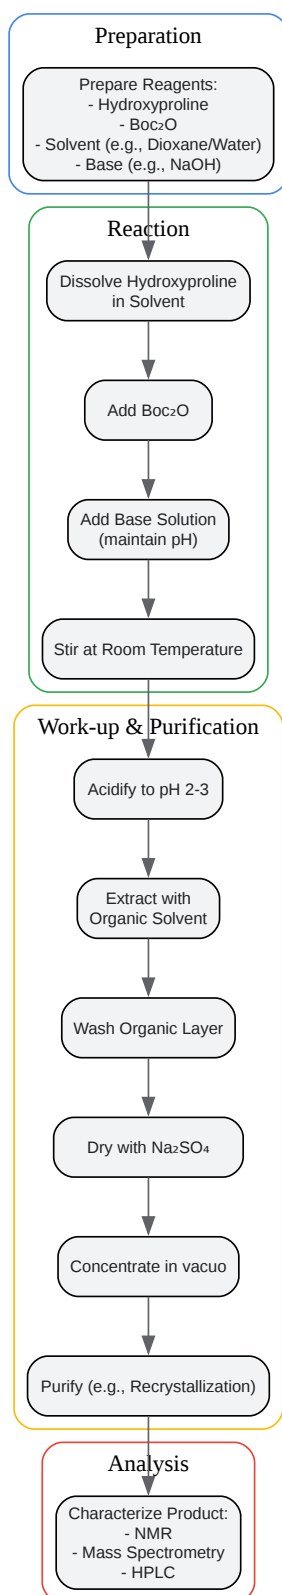 Preparation
Prepare Reagents:
- Hydroxyproline
- Boc₂O
- Solvent (e.g., Dioxane/Water)
- Base (e.g., NaOH)
Reaction
Dissolve Hydroxyproline
in Solvent
Add Boc₂O
Add Base Solution
(maintain pH)
Stir at Room Temperature
Work-up & Purification
Acidify to pH 2-3
Extract with
Organic Solvent
Wash Organic Layer
Dry with Na₂SO₄
Concentrate in vacuo
Purify (e.g., Recrystallization)
Analysis
Characterize Product:
- NMR
- Mass Spectrometry
- HPLC